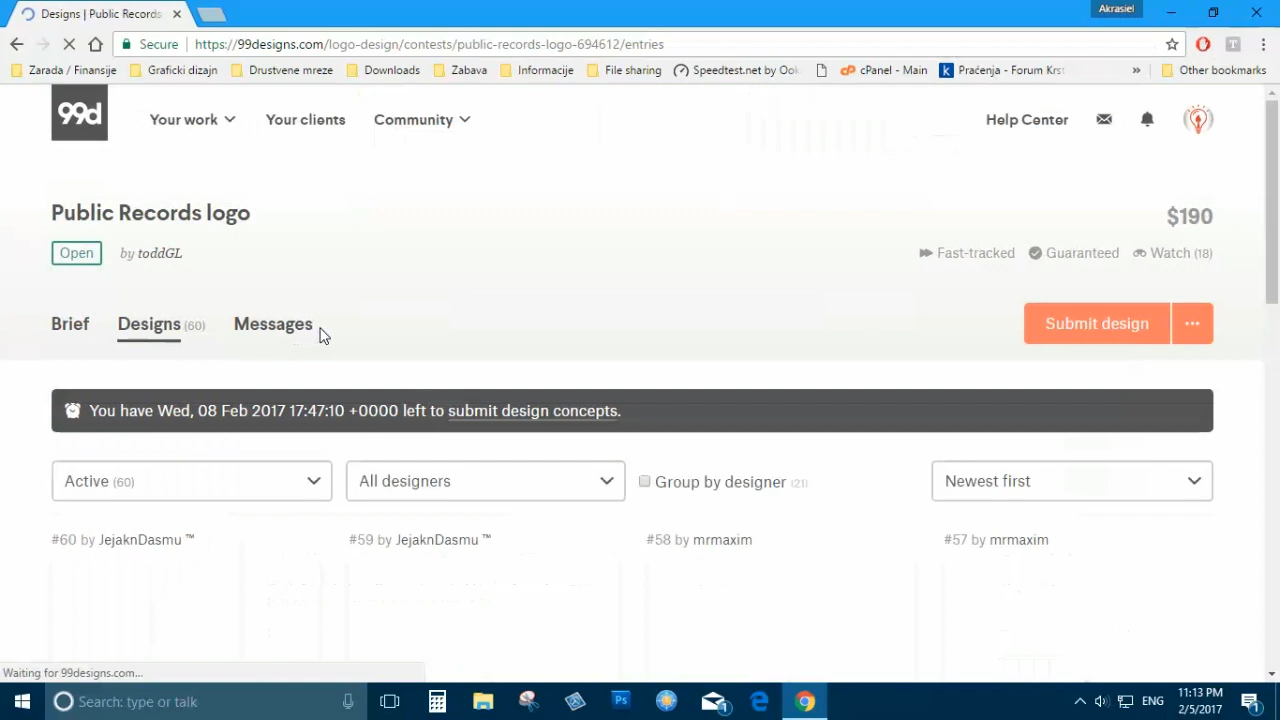 Designs | Public Records
Akrasiel
Secure
https://99designs.com/logo-design/contests/public-records-logo-694612/entries
Zarada / Finansije
Graficki dizajn
Drustvene mreze
Downloads
Zabava
Informacije
File sharing
Speedtest.net by Ook
cPanel - Main
Praćenja - Forum Krst
»
Other bookmarks
99d
Your work
Your clients
Community
Help Center
Public Records logo
$190
Open
by toddGL
Fast-tracked
Guaranteed
Watch (18)
Brief
Designs (60)
Messages
Submit design
...
You have Wed, 08 Feb 2017 17:47:10 +0000 left to submit design concepts.
Active (60)
All designers
Group by designer (21)
Newest first
#60 by JejaknDasmu ™
#59 by JejaknDasmu ™
#58 by mrmaxim
#57 by mrmaxim
Waiting for 99designs.com...
Search: type or talk
Ps
1
ENG
11:13 PM
2/5/2017
1